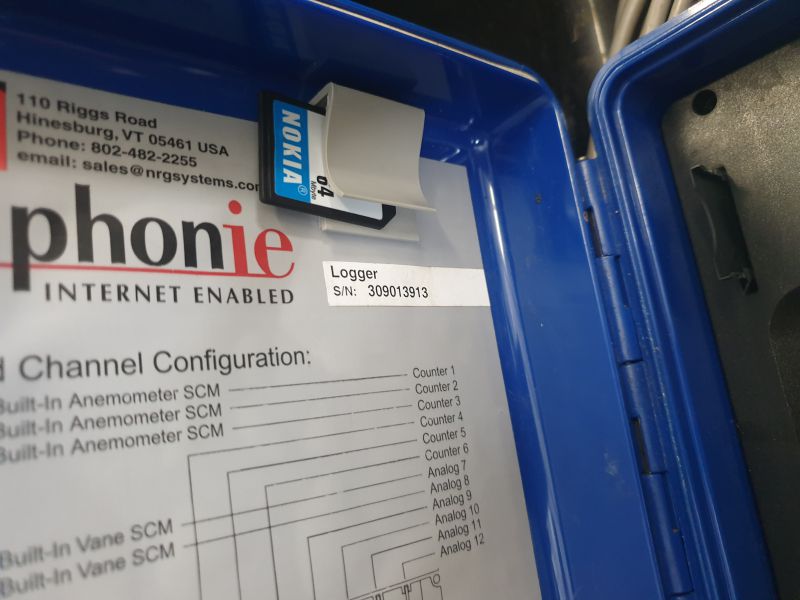 110 Riggs Road
Hinesburg, VT 05461 USA
Phone: 802-482-2255
email: sales@nrgsystems.com
NOKIA®
64
phonie
INTERNET ENABLED
Logger
S/N: 309013913
d Channel Configuration:
Built-In Anemometer SCM
Built-In Anemometer SCM
Built-In Anemometer SCM
Counter 1
Counter 2
Counter 3
Counter 4
Counter 5
Counter 6
Analog 7
Analog 8
Analog 9
Analog 10
Analog 11
Analog 12
Built-In Vane SCM
Built-In Vane SCM